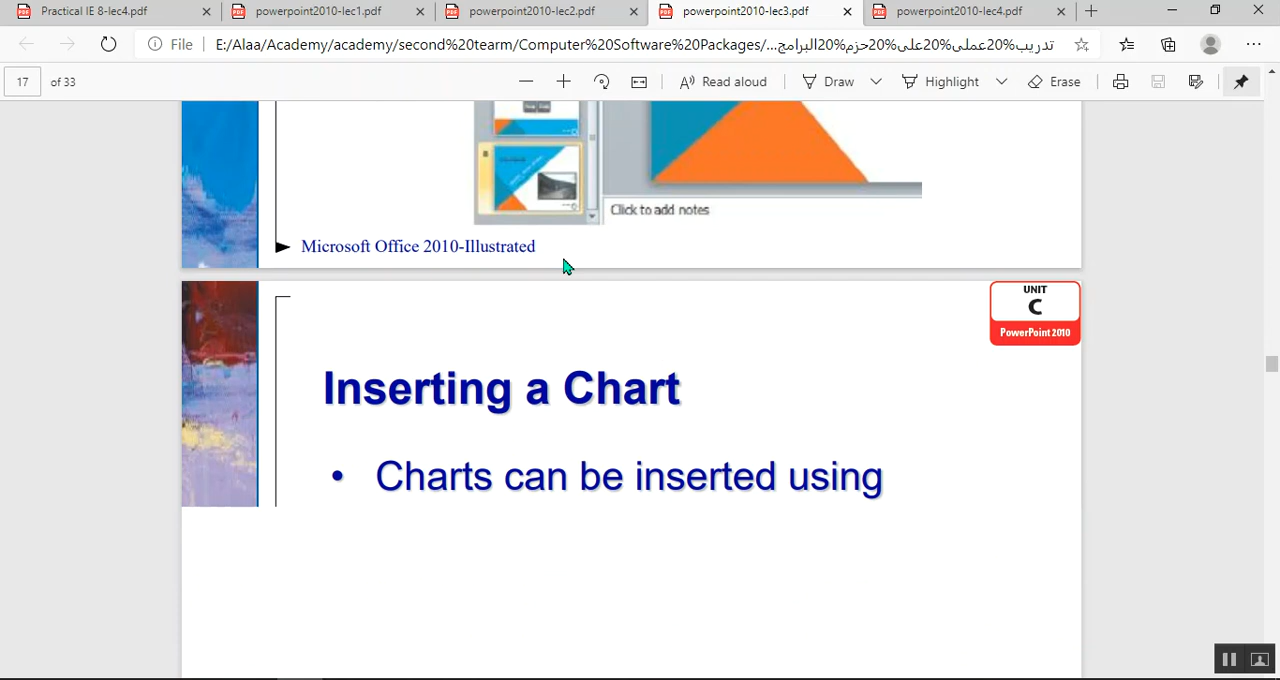 Practical IE 8-lec4.pdf
powerpoint2010-lec1.pdf
powerpoint2010-lec2.pdf
powerpoint2010-lec3.pdf
powerpoint2010-lec4.pdf
File
E:/Alaa/Academy/academy/second%20tearm/Computer%20Software%20Packages/...تدريب%20عملى%20على%20حزم%20البرامج
17 of 33
Read aloud
Draw
Highlight
Erase
Click to add notes
Microsoft Office 2010-Illustrated
UNIT
C
PowerPoint 2010
Inserting a Chart
• Charts can be inserted using